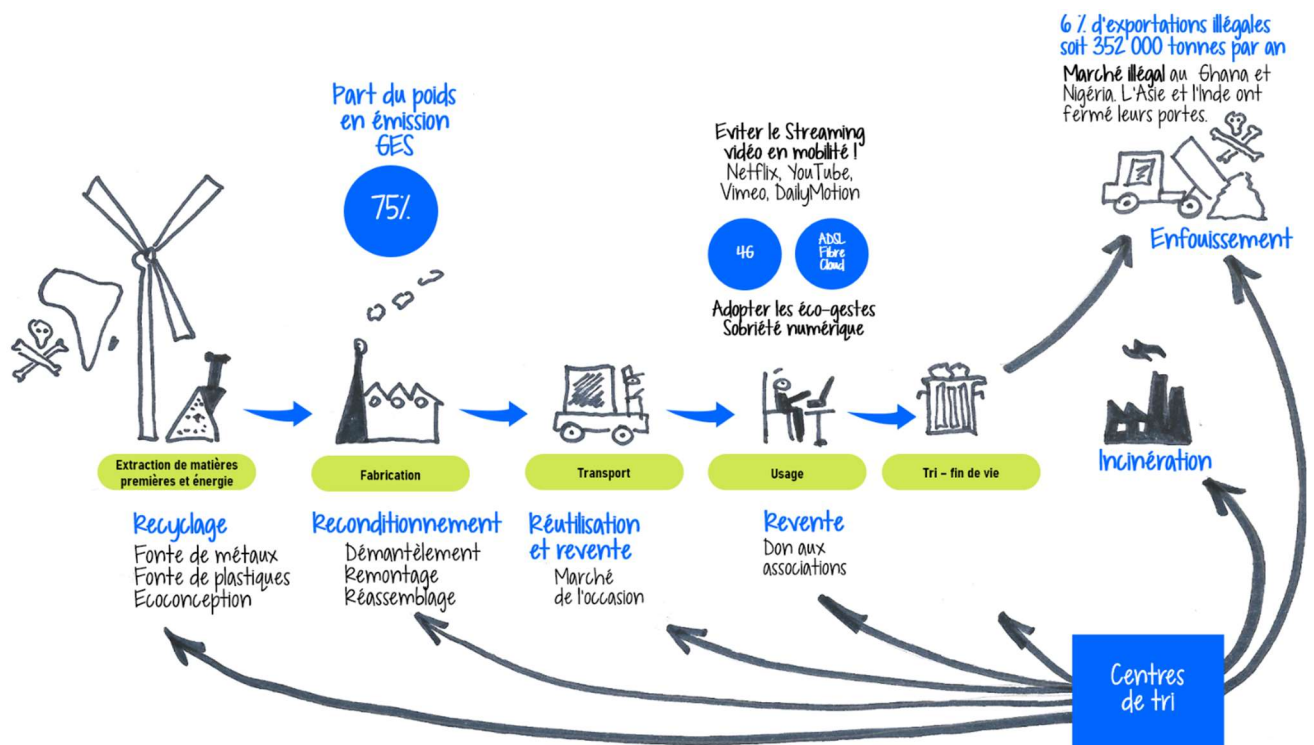 6 % d'exportations illégales
soit 352 000 tonnes par an
Marché illégal au Ghana et
Nigéria. L'Asie et l'Inde ont
fermé leurs portes.
Part du poids
en émission
GES
75%
Eviter le Streaming
vidéo en mobilité !
Netflix, YouTube,
Vimeo, DailyMotion
4G
ADSL
Fibre
Cloud
Adopter les éco-gestes
Sobriété numérique
Enfouissement
Incinération
Extraction de matières
premières et énergie
Fabrication
Transport
Usage
Tri – fin de vie
Recyclage
Fonte de métaux
Fonte de plastiques
Ecoconception
Reconditionnement
Démantèlement
Remontage
Réassemblage
Réutilisation
et revente
Marché
de l'occasion
Revente
Don aux
associations
Centres
de tri